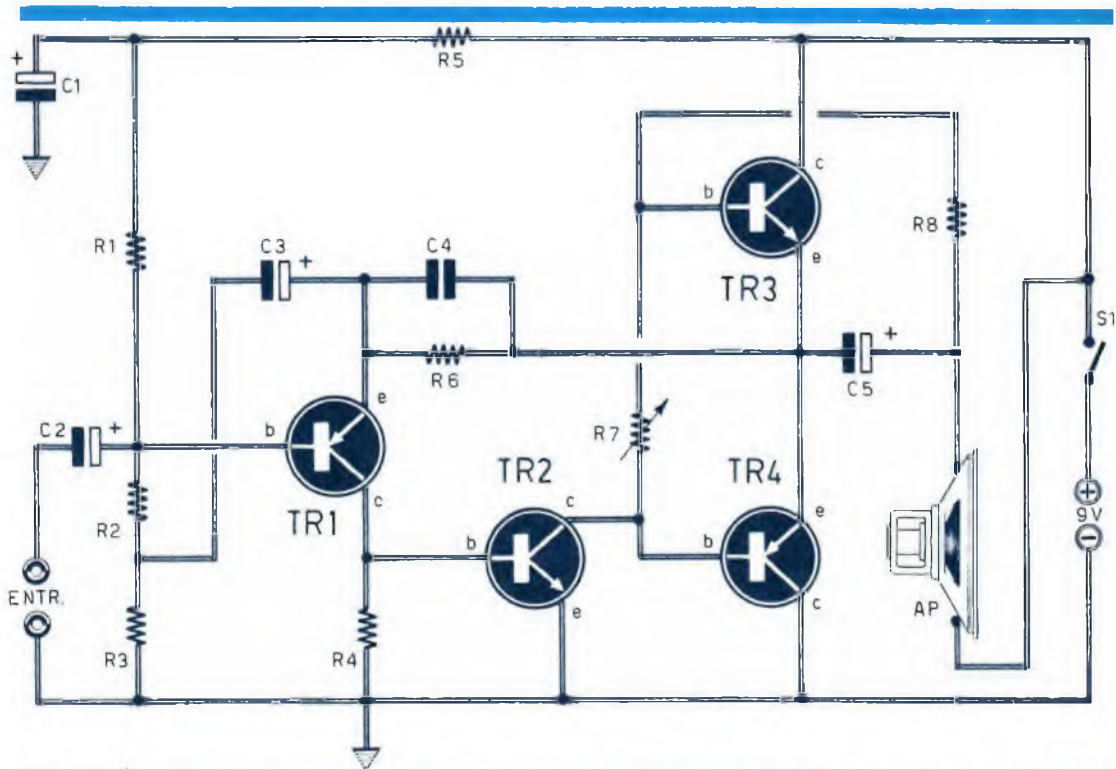 +
C1
R5
c
b
e
TR3
R8
R1
C3
+
C4
R6
C5
+
S1
C2
+
b
e
c
TR1
R7
TR2
b
c
e
TR4
b
e
c
+
9V
-
R2
ENTR.
R3
R4
AP